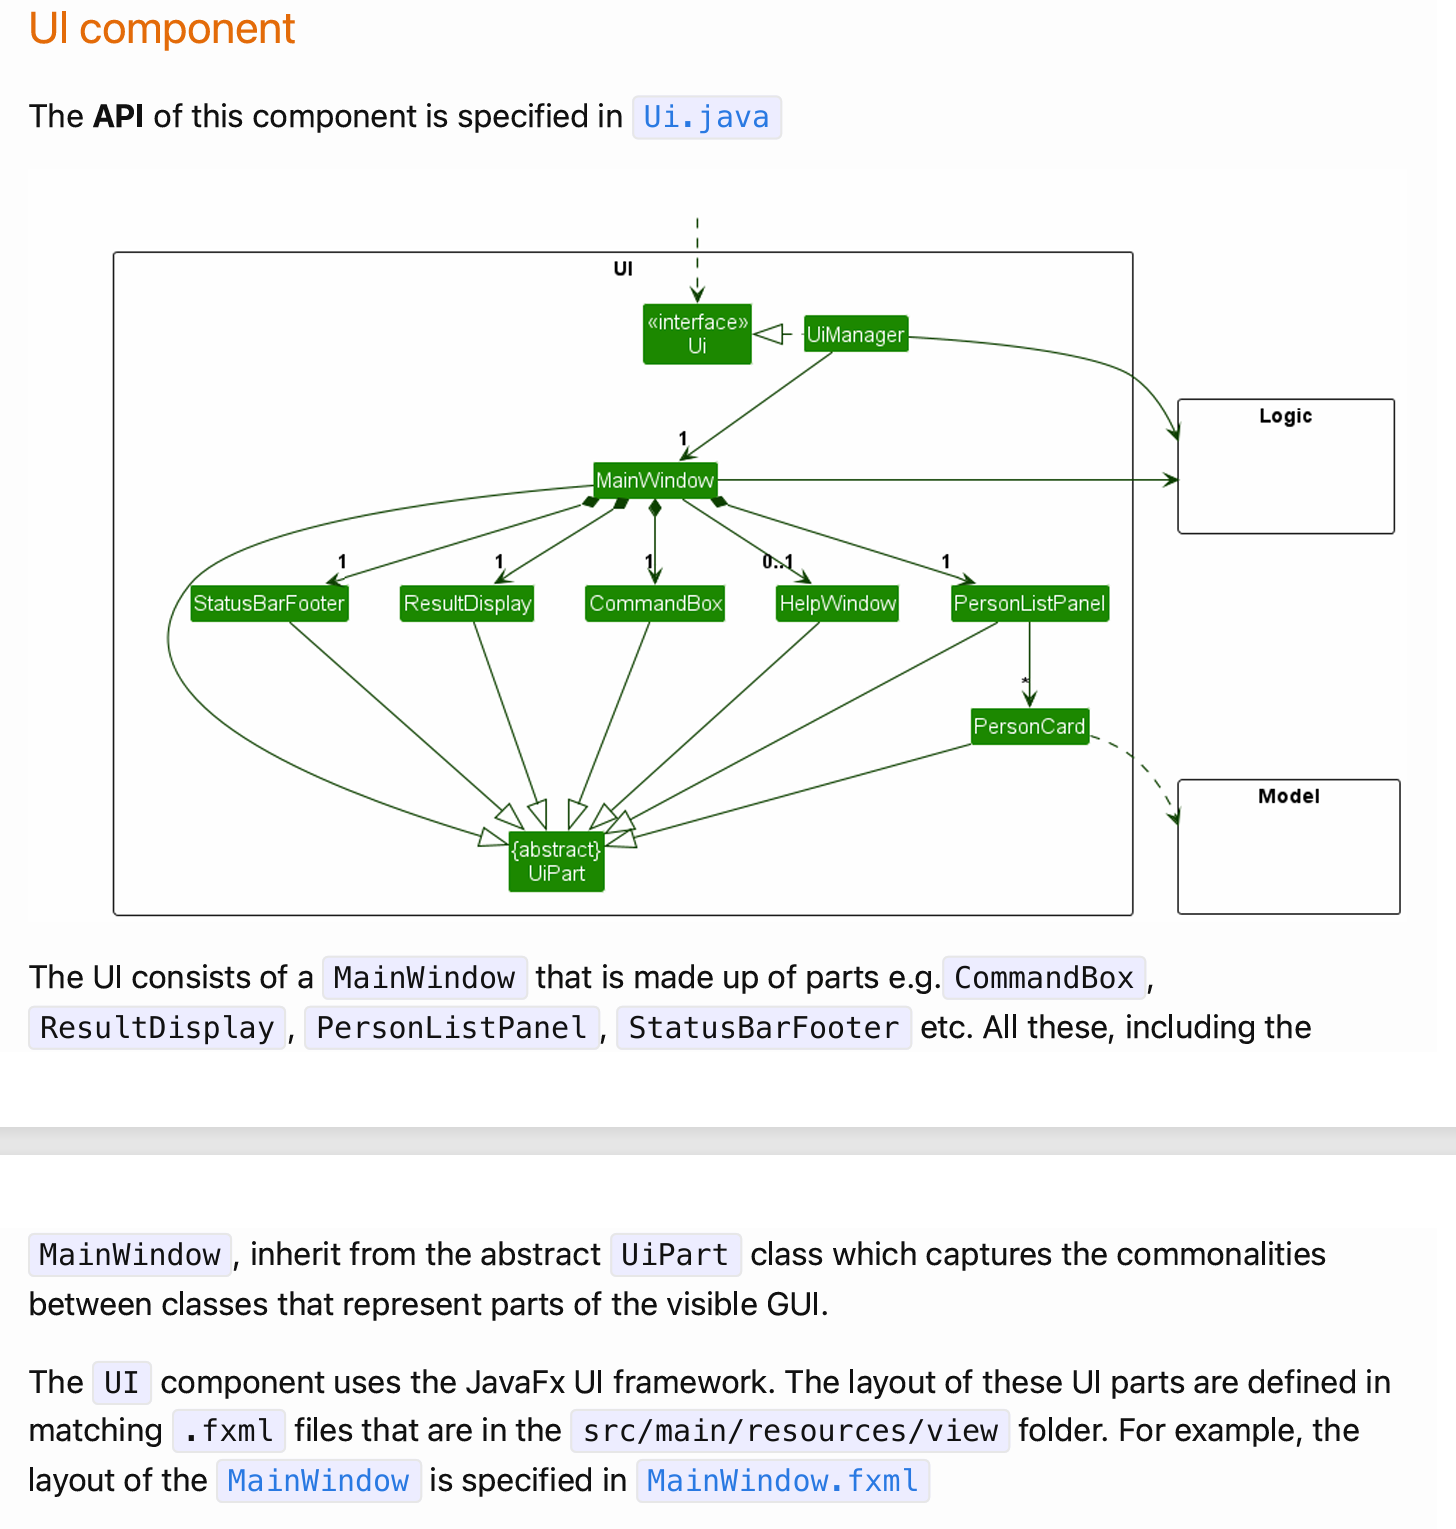 UI component
The API of this component is specified in Ui.java
UI
«interface»
Ui
UiManager
Logic
1
MainWindow
1
1
1
0..1
1
StatusBarFooter
ResultDisplay
CommandBox
HelpWindow
PersonListPanel
*
PersonCard
Model
{abstract}
UiPart
The UI consists of a MainWindow that is made up of parts e.g.CommandBox,
ResultDisplay, PersonListPanel, StatusBarFooter etc. All these, including the
MainWindow, inherit from the abstract UiPart class which captures the commonalities
between classes that represent parts of the visible GUI.
The UI component uses the JavaFx UI framework. The layout of these UI parts are defined in
matching .fxml files that are in the src/main/resources/view folder. For example, the
layout of the MainWindow is specified in MainWindow.fxml